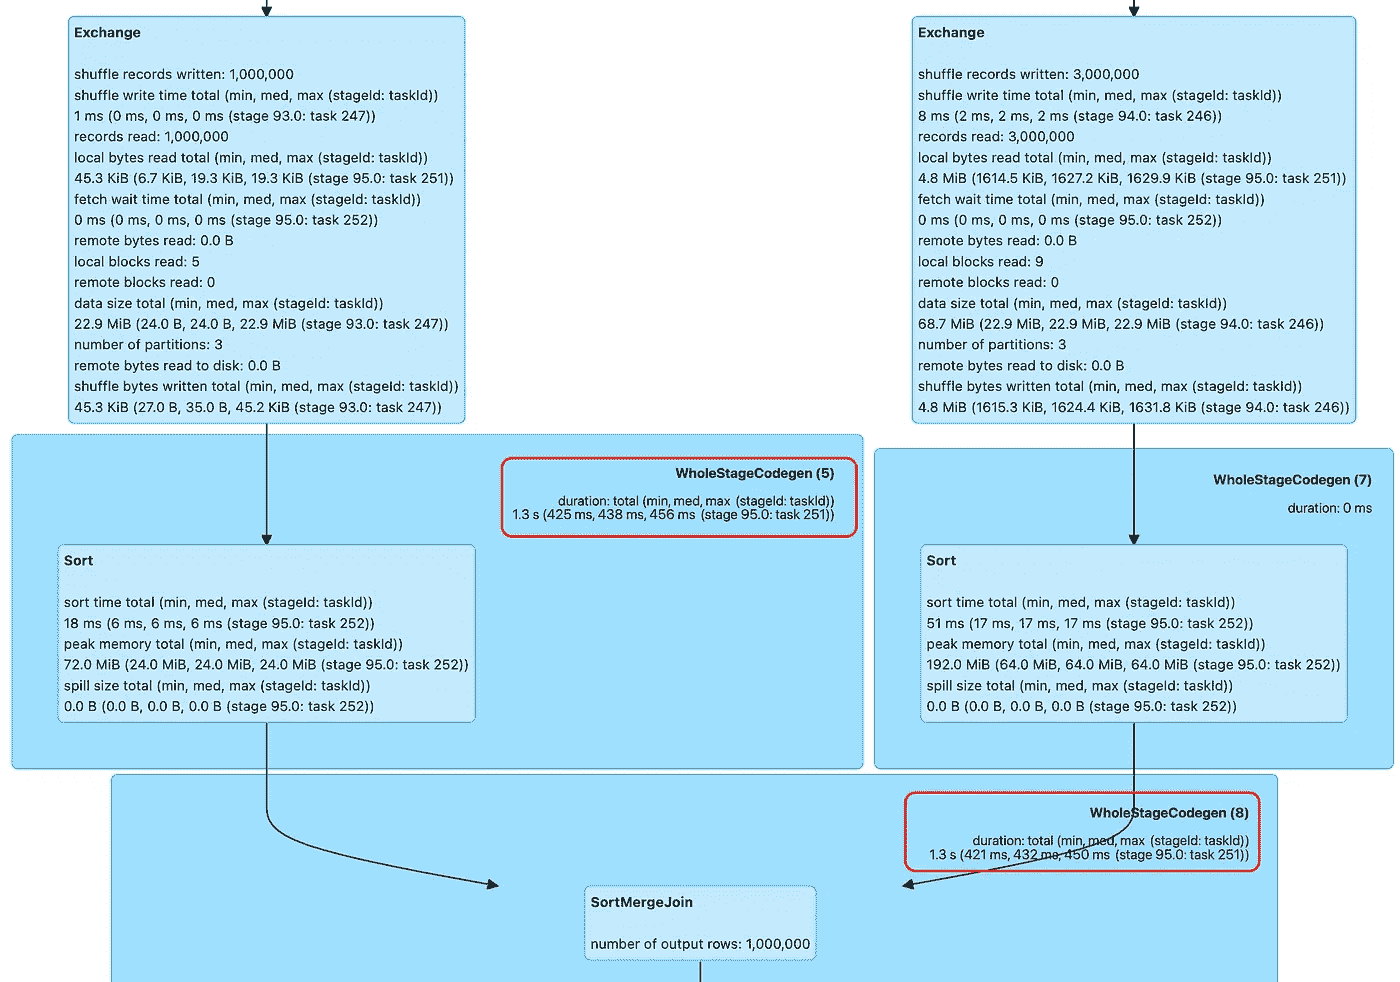 Exchange
shuffle records written: 1,000,000
shuffle write time total (min, med, max (stageId: taskId))
1 ms (0 ms, 0 ms, 0 ms (stage 93.0: task 247))
records read: 1,000,000
local bytes read total (min, med, max (stageId: taskId))
45.3 KiB (6.7 KiB, 19.3 KiB, 19.3 KiB (stage 95.0: task 251))
fetch wait time total (min, med, max (stageId: taskId))
0 ms (0 ms, 0 ms, 0 ms (stage 95.0: task 252))
remote bytes read: 0.0 B
local blocks read: 5
remote blocks read: 0
data size total (min, med, max (stageId: taskId))
22.9 MiB (24.0 B, 24.0 B, 22.9 MiB (stage 93.0: task 247))
number of partitions: 3
remote bytes read to disk: 0.0 B
shuffle bytes written total (min, med, max (stageId: taskId))
45.3 KiB (27.0 B, 35.0 B, 45.2 KiB (stage 93.0: task 247))
Exchange
shuffle records written: 3,000,000
shuffle write time total (min, med, max (stageId: taskId))
8 ms (2 ms, 2 ms, 2 ms (stage 94.0: task 246))
records read: 3,000,000
local bytes read total (min, med, max (stageId: taskId))
4.8 MiB (1614.5 KiB, 1627.2 KiB, 1629.9 KiB (stage 95.0: task 251))
fetch wait time total (min, med, max (stageId: taskId))
0 ms (0 ms, 0 ms, 0 ms (stage 95.0: task 252))
remote bytes read: 0.0 B
local blocks read: 9
remote blocks read: 0
data size total (min, med, max (stageId: taskId))
68.7 MiB (22.9 MiB, 22.9 MiB, 22.9 MiB (stage 94.0: task 246))
number of partitions: 3
remote bytes read to disk: 0.0 B
shuffle bytes written total (min, med, max (stageId: taskId))
4.8 MiB (1615.3 KiB, 1624.4 KiB, 1631.8 KiB (stage 94.0: task 246))
WholeStageCodegen (5)
duration: total (min, med, max (stageId: taskId))
1.3 s (425 ms, 438 ms, 456 ms (stage 95.0: task 251))
Sort
sort time total (min, med, max (stageId: taskId))
18 ms (6 ms, 6 ms, 6 ms (stage 95.0: task 252))
peak memory total (min, med, max (stageId: taskId))
72.0 MiB (24.0 MiB, 24.0 MiB, 24.0 MiB (stage 95.0: task 252))
spill size total (min, med, max (stageId: taskId))
0.0 B (0.0 B, 0.0 B, 0.0 B (stage 95.0: task 252))
WholeStageCodegen (7)
duration: 0 ms
Sort
sort time total (min, med, max (stageId: taskId))
51 ms (17 ms, 17 ms, 17 ms (stage 95.0: task 252))
peak memory total (min, med, max (stageId: taskId))
192.0 MiB (64.0 MiB, 64.0 MiB, 64.0 MiB (stage 95.0: task 252))
spill size total (min, med, max (stageId: taskId))
0.0 B (0.0 B, 0.0 B, 0.0 B (stage 95.0: task 252))
WholeStageCodegen (8)
duration: total (min, med, max (stageId: taskId))
1.3 s (421 ms, 432 ms, 450 ms (stage 95.0: task 251))
SortMergeJoin
number of output rows: 1,000,000